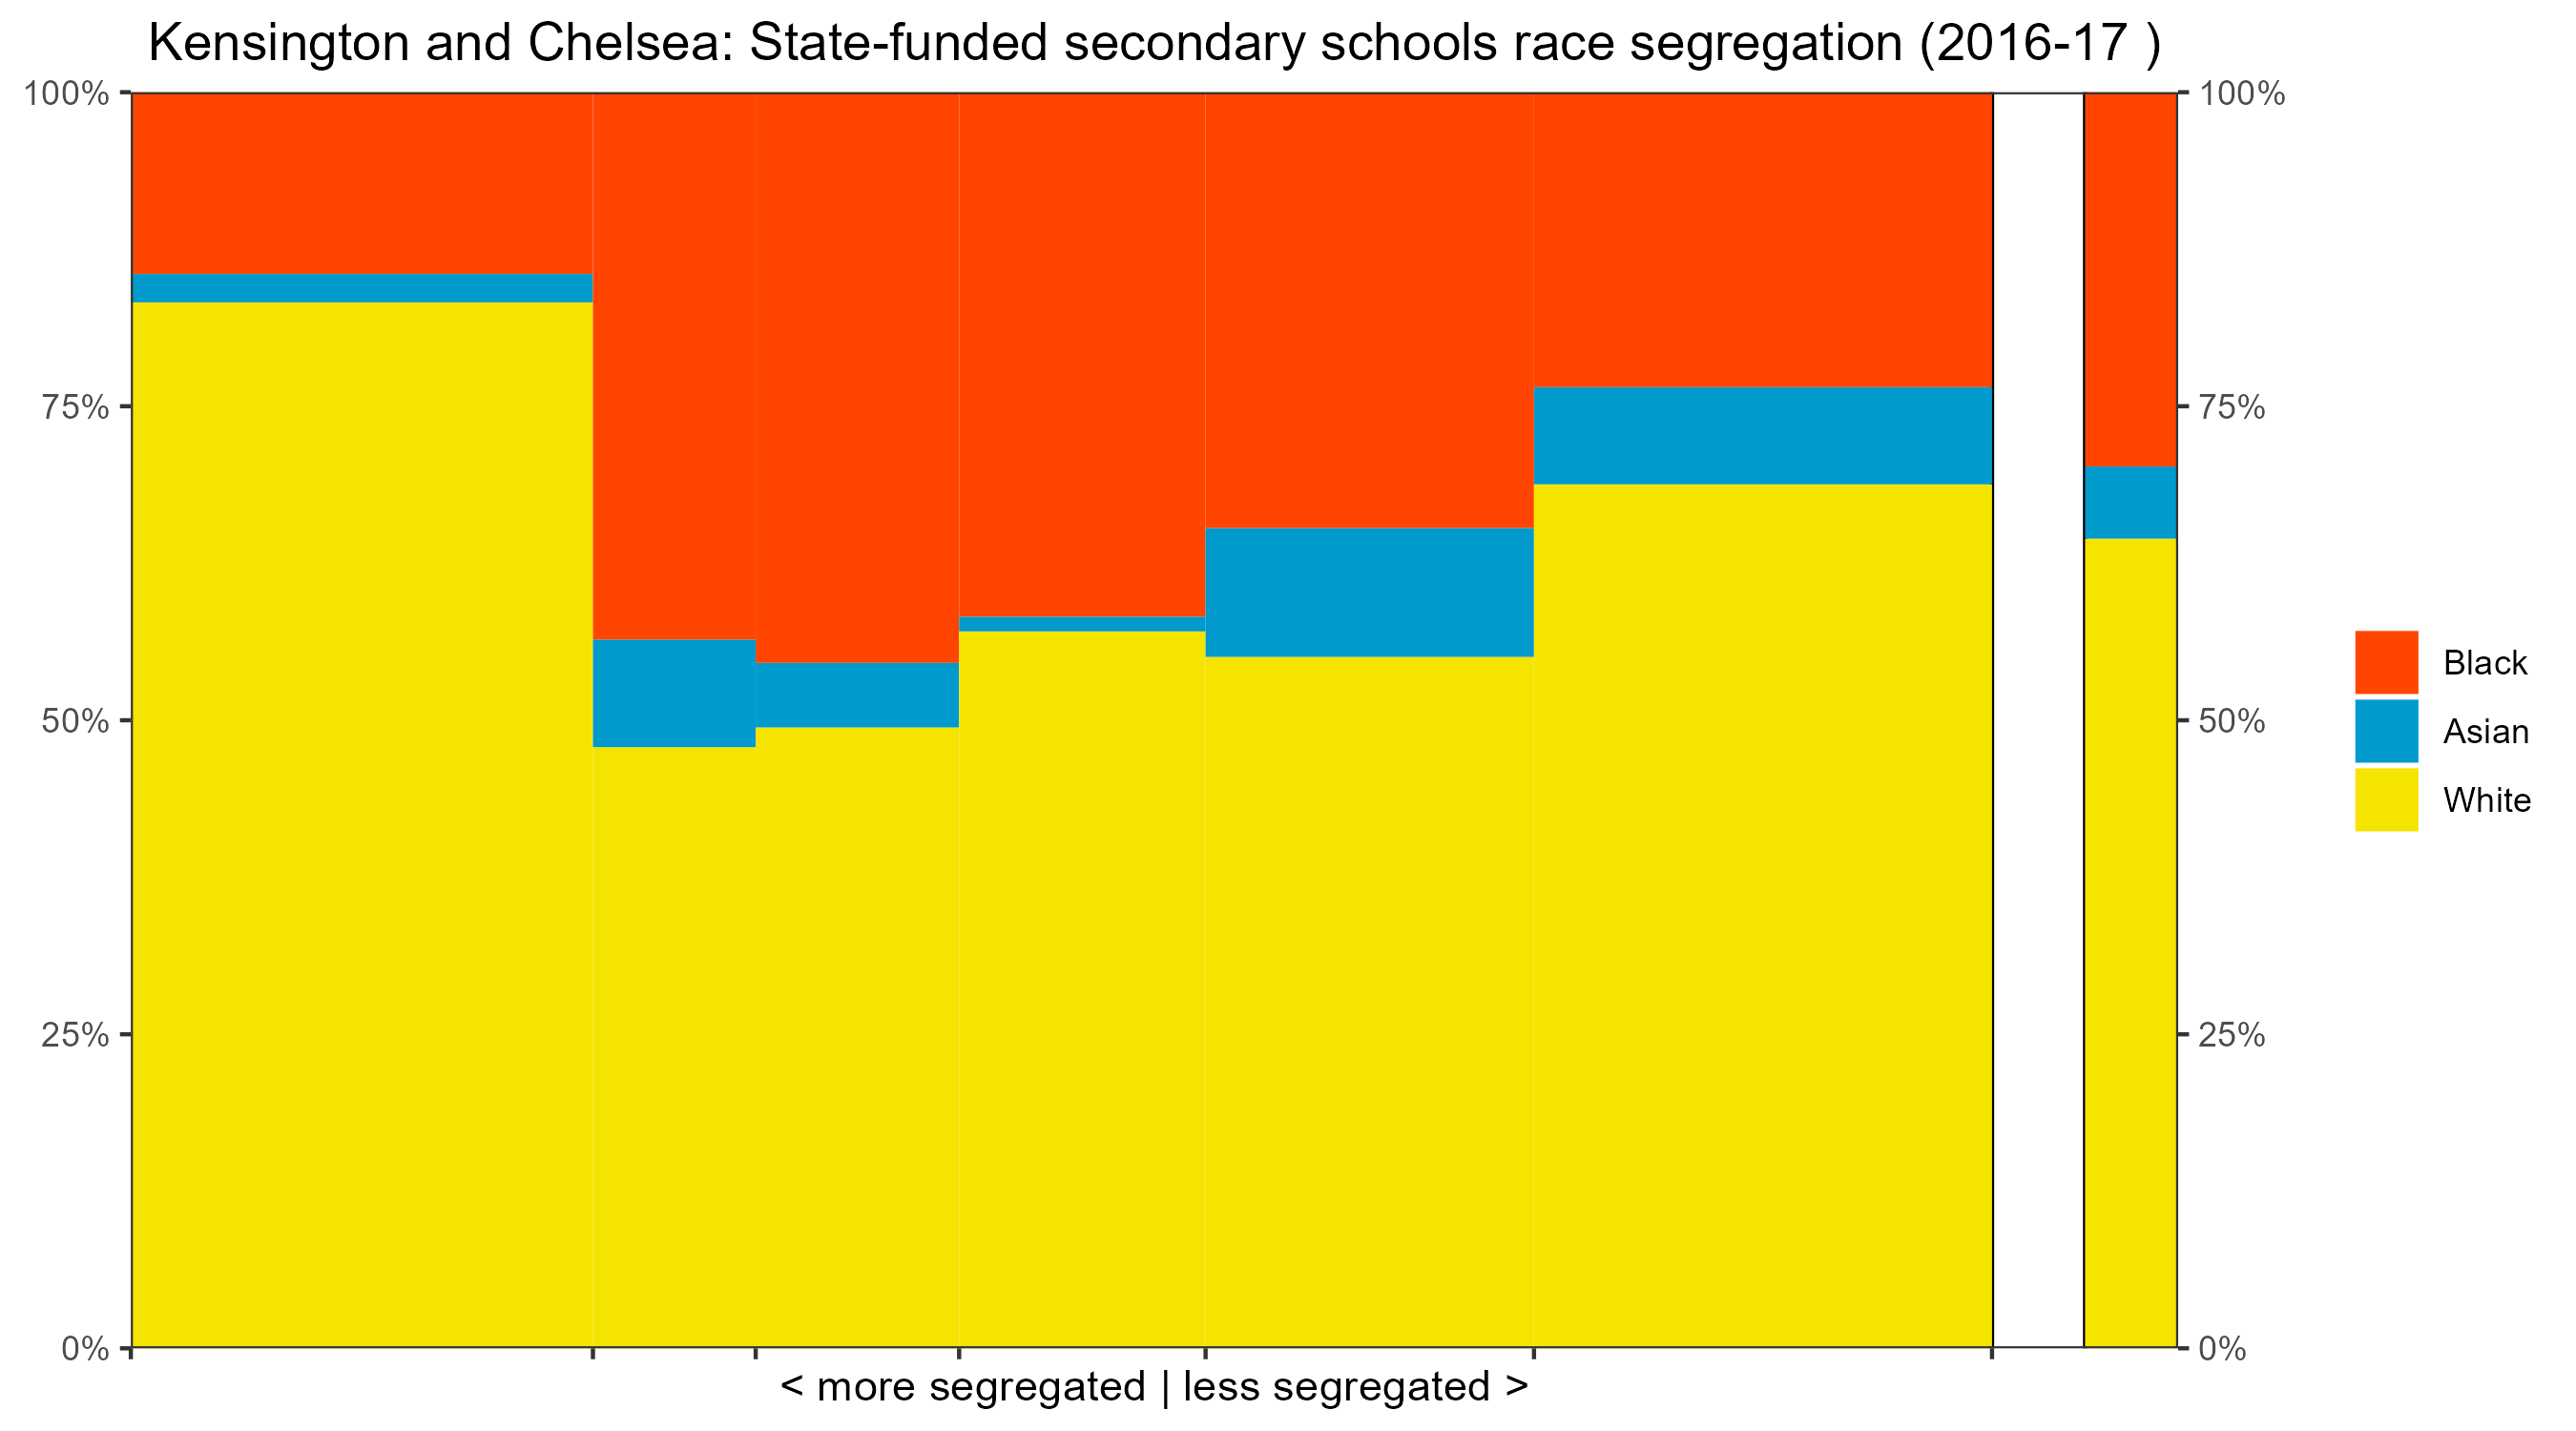 Kensington and Chelsea: State-funded secondary schools race segregation (2016-17 )
100%
75%
50%
25%
0%
100%
75%
50%
25%
0%
Black
Asian
White
< more segregated | less segregated >